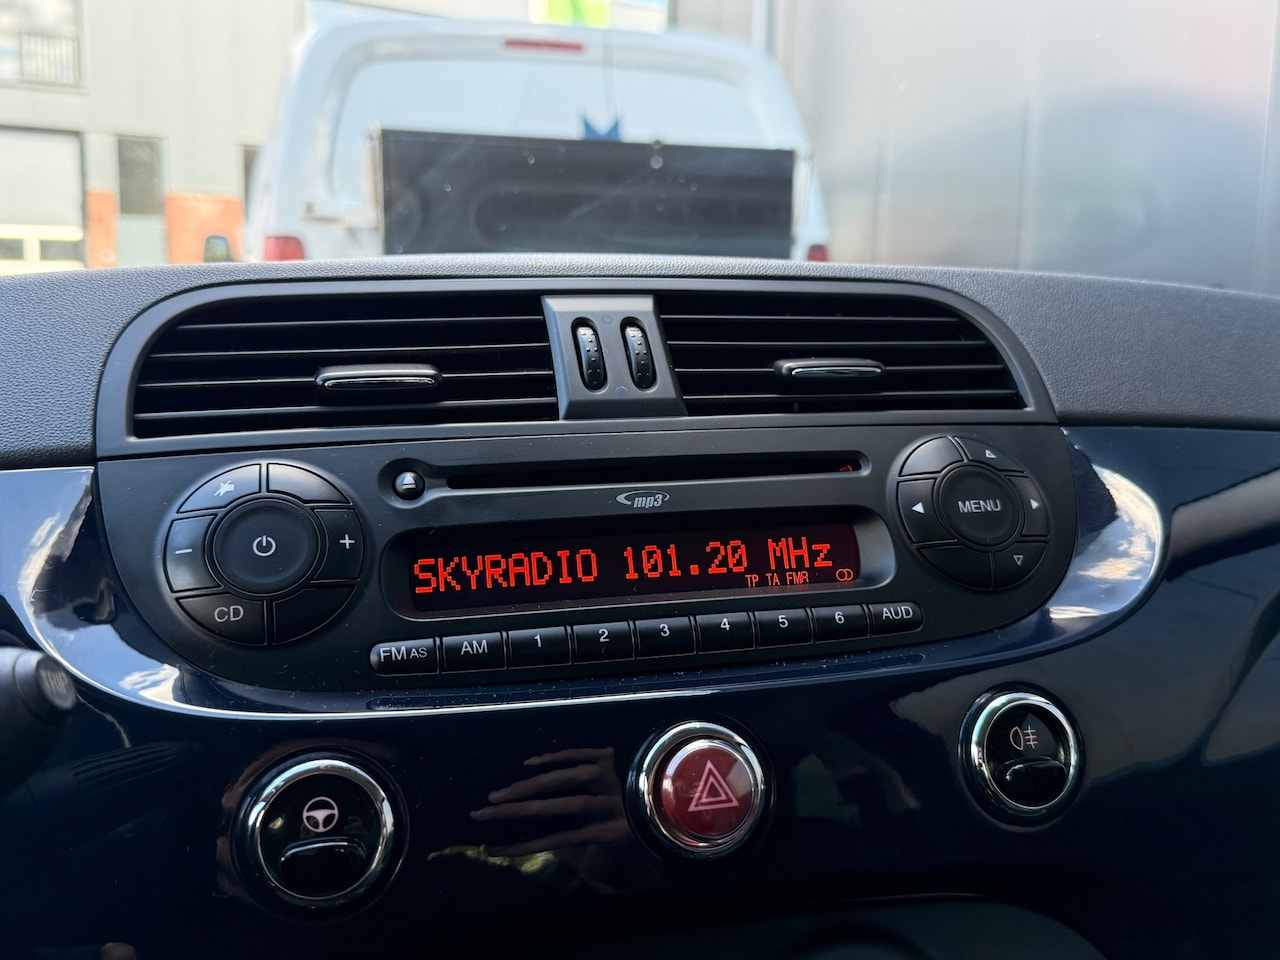 mp3
MENU
CD
SKYRADIO 101.20 MHz
TP TA FMR
FM AS AM 1 2 3 4 5 6 AUD